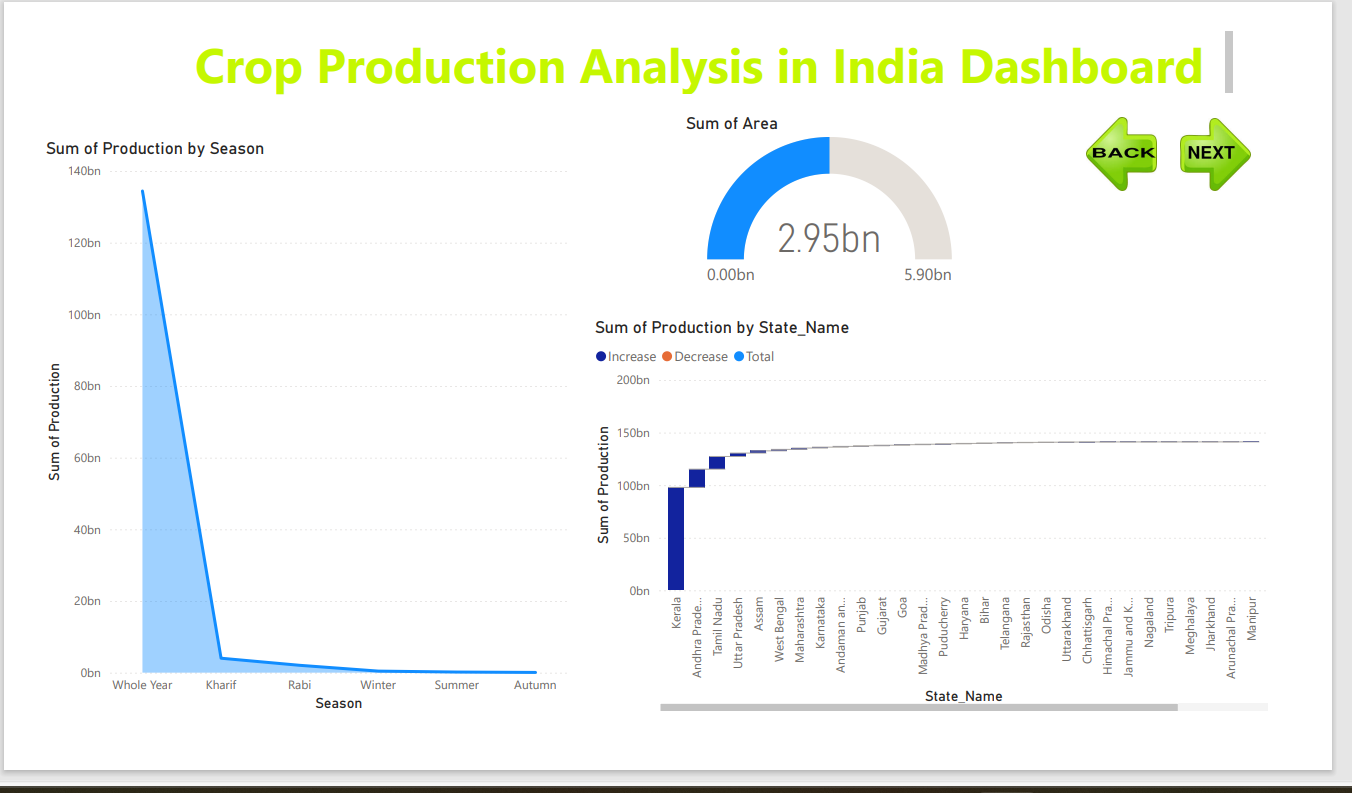 Crop Production Analysis in India Dashboard
Sum of Production by Season
140bn
120bn
100bn
80bn
60bn
40bn
20bn
0bn
Sum of Production
Whole Year Kharif Rabi Winter Summer Autumn
Season
Sum of Area
2.95bn
0.00bn 5.90bn
BACK NEXT
Sum of Production by State_Name
Increase Decrease Total
200bn
150bn
100bn
50bn
0bn
Sum of Production
Kerala
Andhra Prade...
Tamil Nadu
Uttar Pradesh
Assam
West Bengal
Maharashtra
Karnataka
Andaman an...
Punjab
Gujarat
Goa
Madhya Prad...
Puducherry
Haryana
Bihar
Telangana
Rajasthan
Odisha
Uttarakhand
Chhattisgarh
Himachal Pra...
Jammu and K...
Nagaland
Tripura
Meghalaya
Jharkhand
Arunachal Pra...
Manipur
State_Name